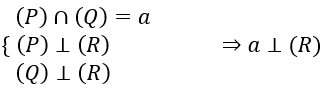 (P) ∩ (Q) = a
{ (P) ⊥ (R) ⇒ a ⊥ (R)
(Q) ⊥ (R)